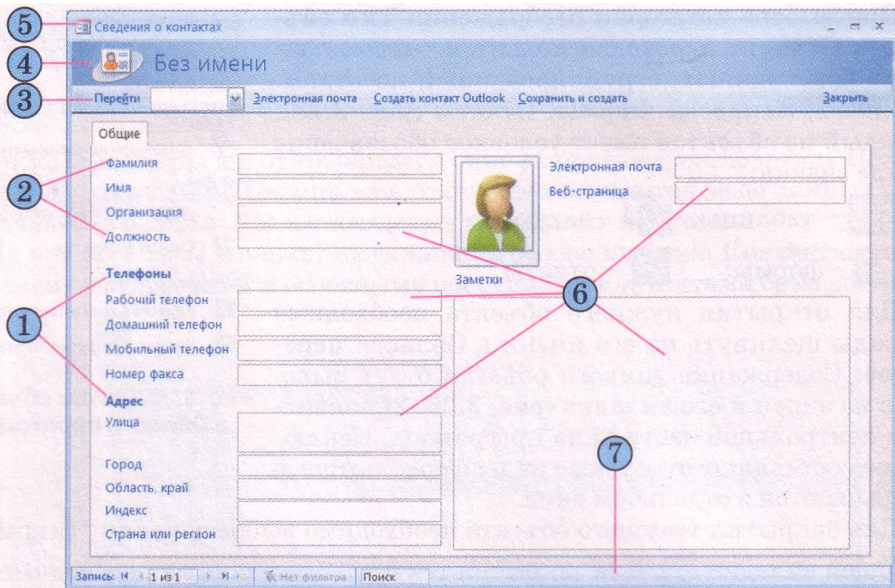 5 Сведения о контактах
4 Без имени
3 Перейти Электронная почта Создать контакт Outlook Сохранить и создать Закрыть
Общие
Фамилия Электронная почта
2 Имя Веб-страница
Организация
Должность
Телефоны Заметки 6
1 Рабочий телефон
Домашний телефон
Мобильный телефон
Номер факса
Адрес
Улица
7
Город
Область, край
Индекс
Страна или регион
Запись: 1 из 1 Нет фильтра Поиск